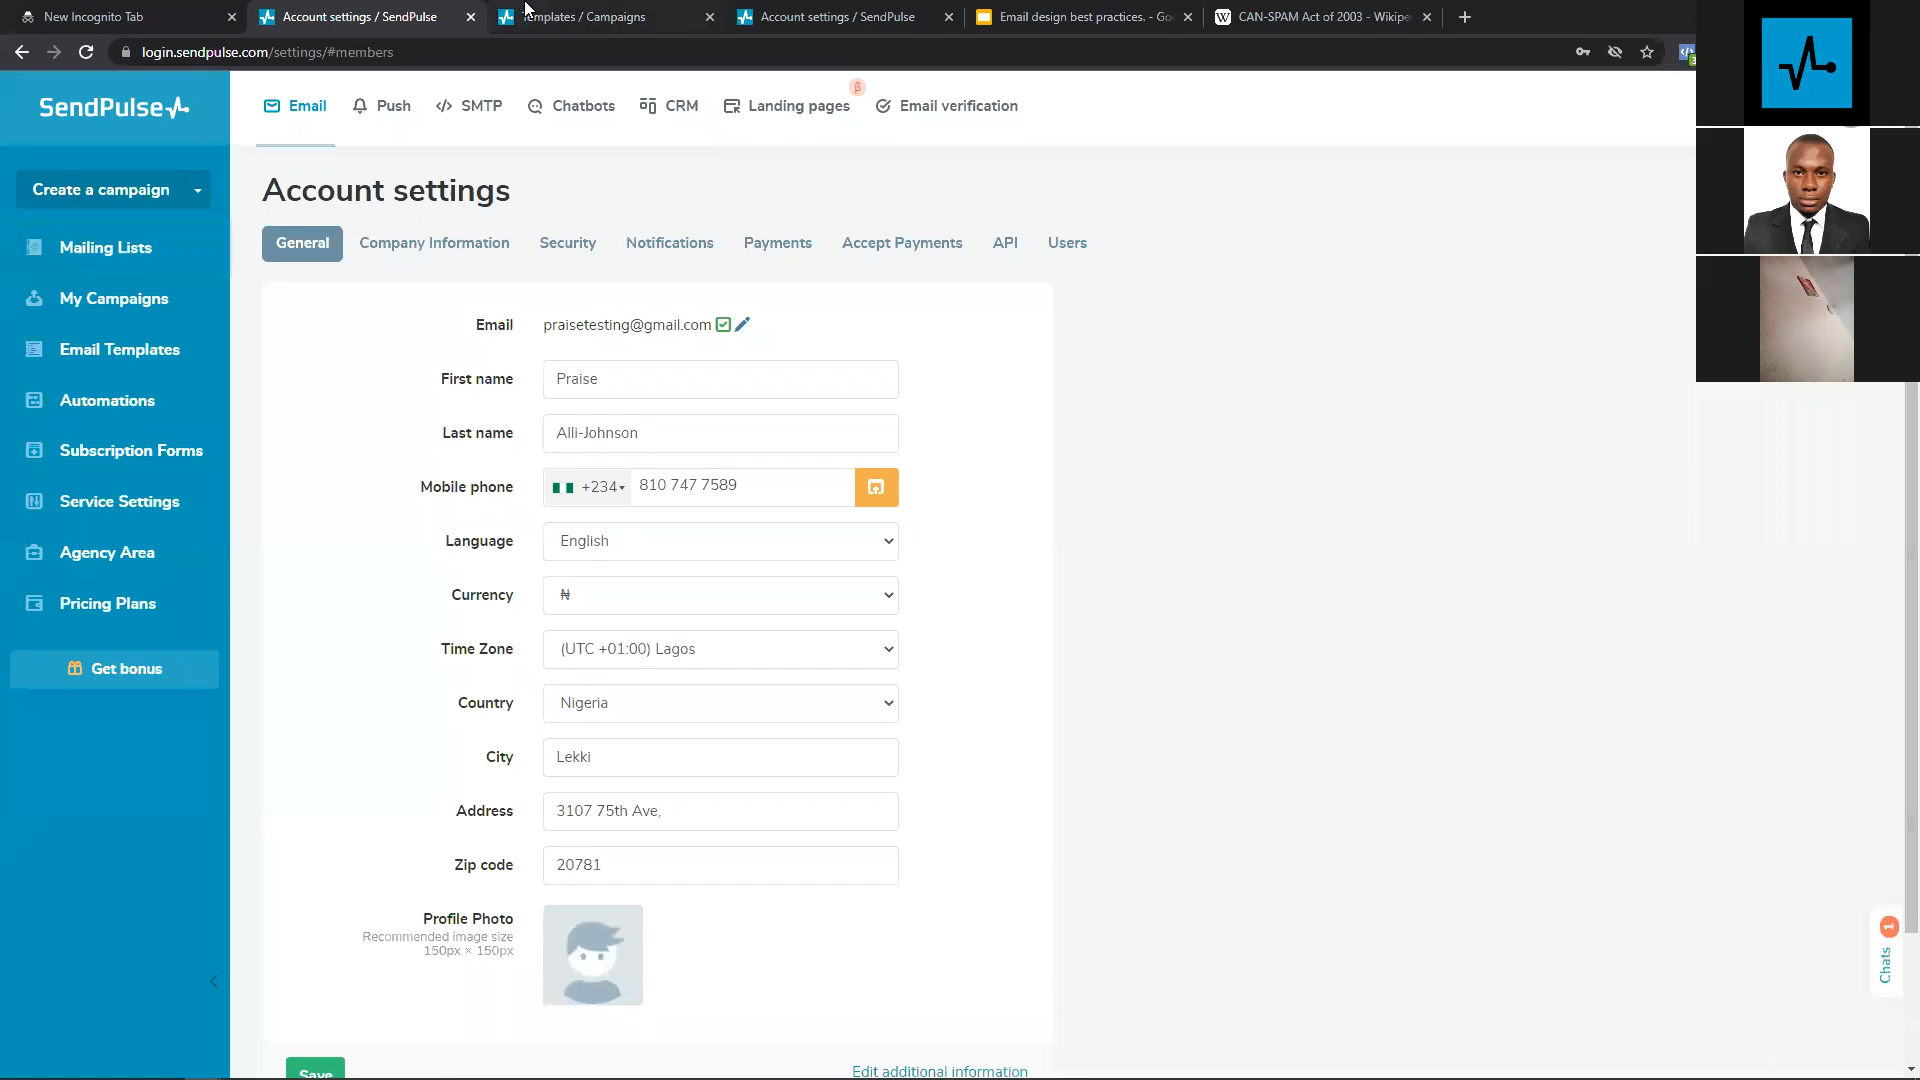 New Incognito Tab
Account settings / SendPulse
Templates / Campaigns
Account settings / SendPulse
Email design best practices. - Go
CAN-SPAM Act of 2003 - Wikipe
login.sendpulse.com/settings/#members
SendPulse
Email
Push
SMTP
Chatbots
CRM
Landing pages
β
Email verification
Create a campaign
Mailing Lists
My Campaigns
Email Templates
Automations
Subscription Forms
Service Settings
Agency Area
Pricing Plans
Get bonus
Account settings
General
Company Information
Security
Notifications
Payments
Accept Payments
API
Users
Email
praisetesting@gmail.com
First name
Praise
Last name
Alli-Johnson
Mobile phone
+234
810 747 7589
Language
English
Currency
₦
Time Zone
(UTC +01:00) Lagos
Country
Nigeria
City
Lekki
Address
3107 75th Ave,
Zip code
20781
Profile Photo
Recommended image size
150px × 150px
Save
Edit additional information
Chats
1